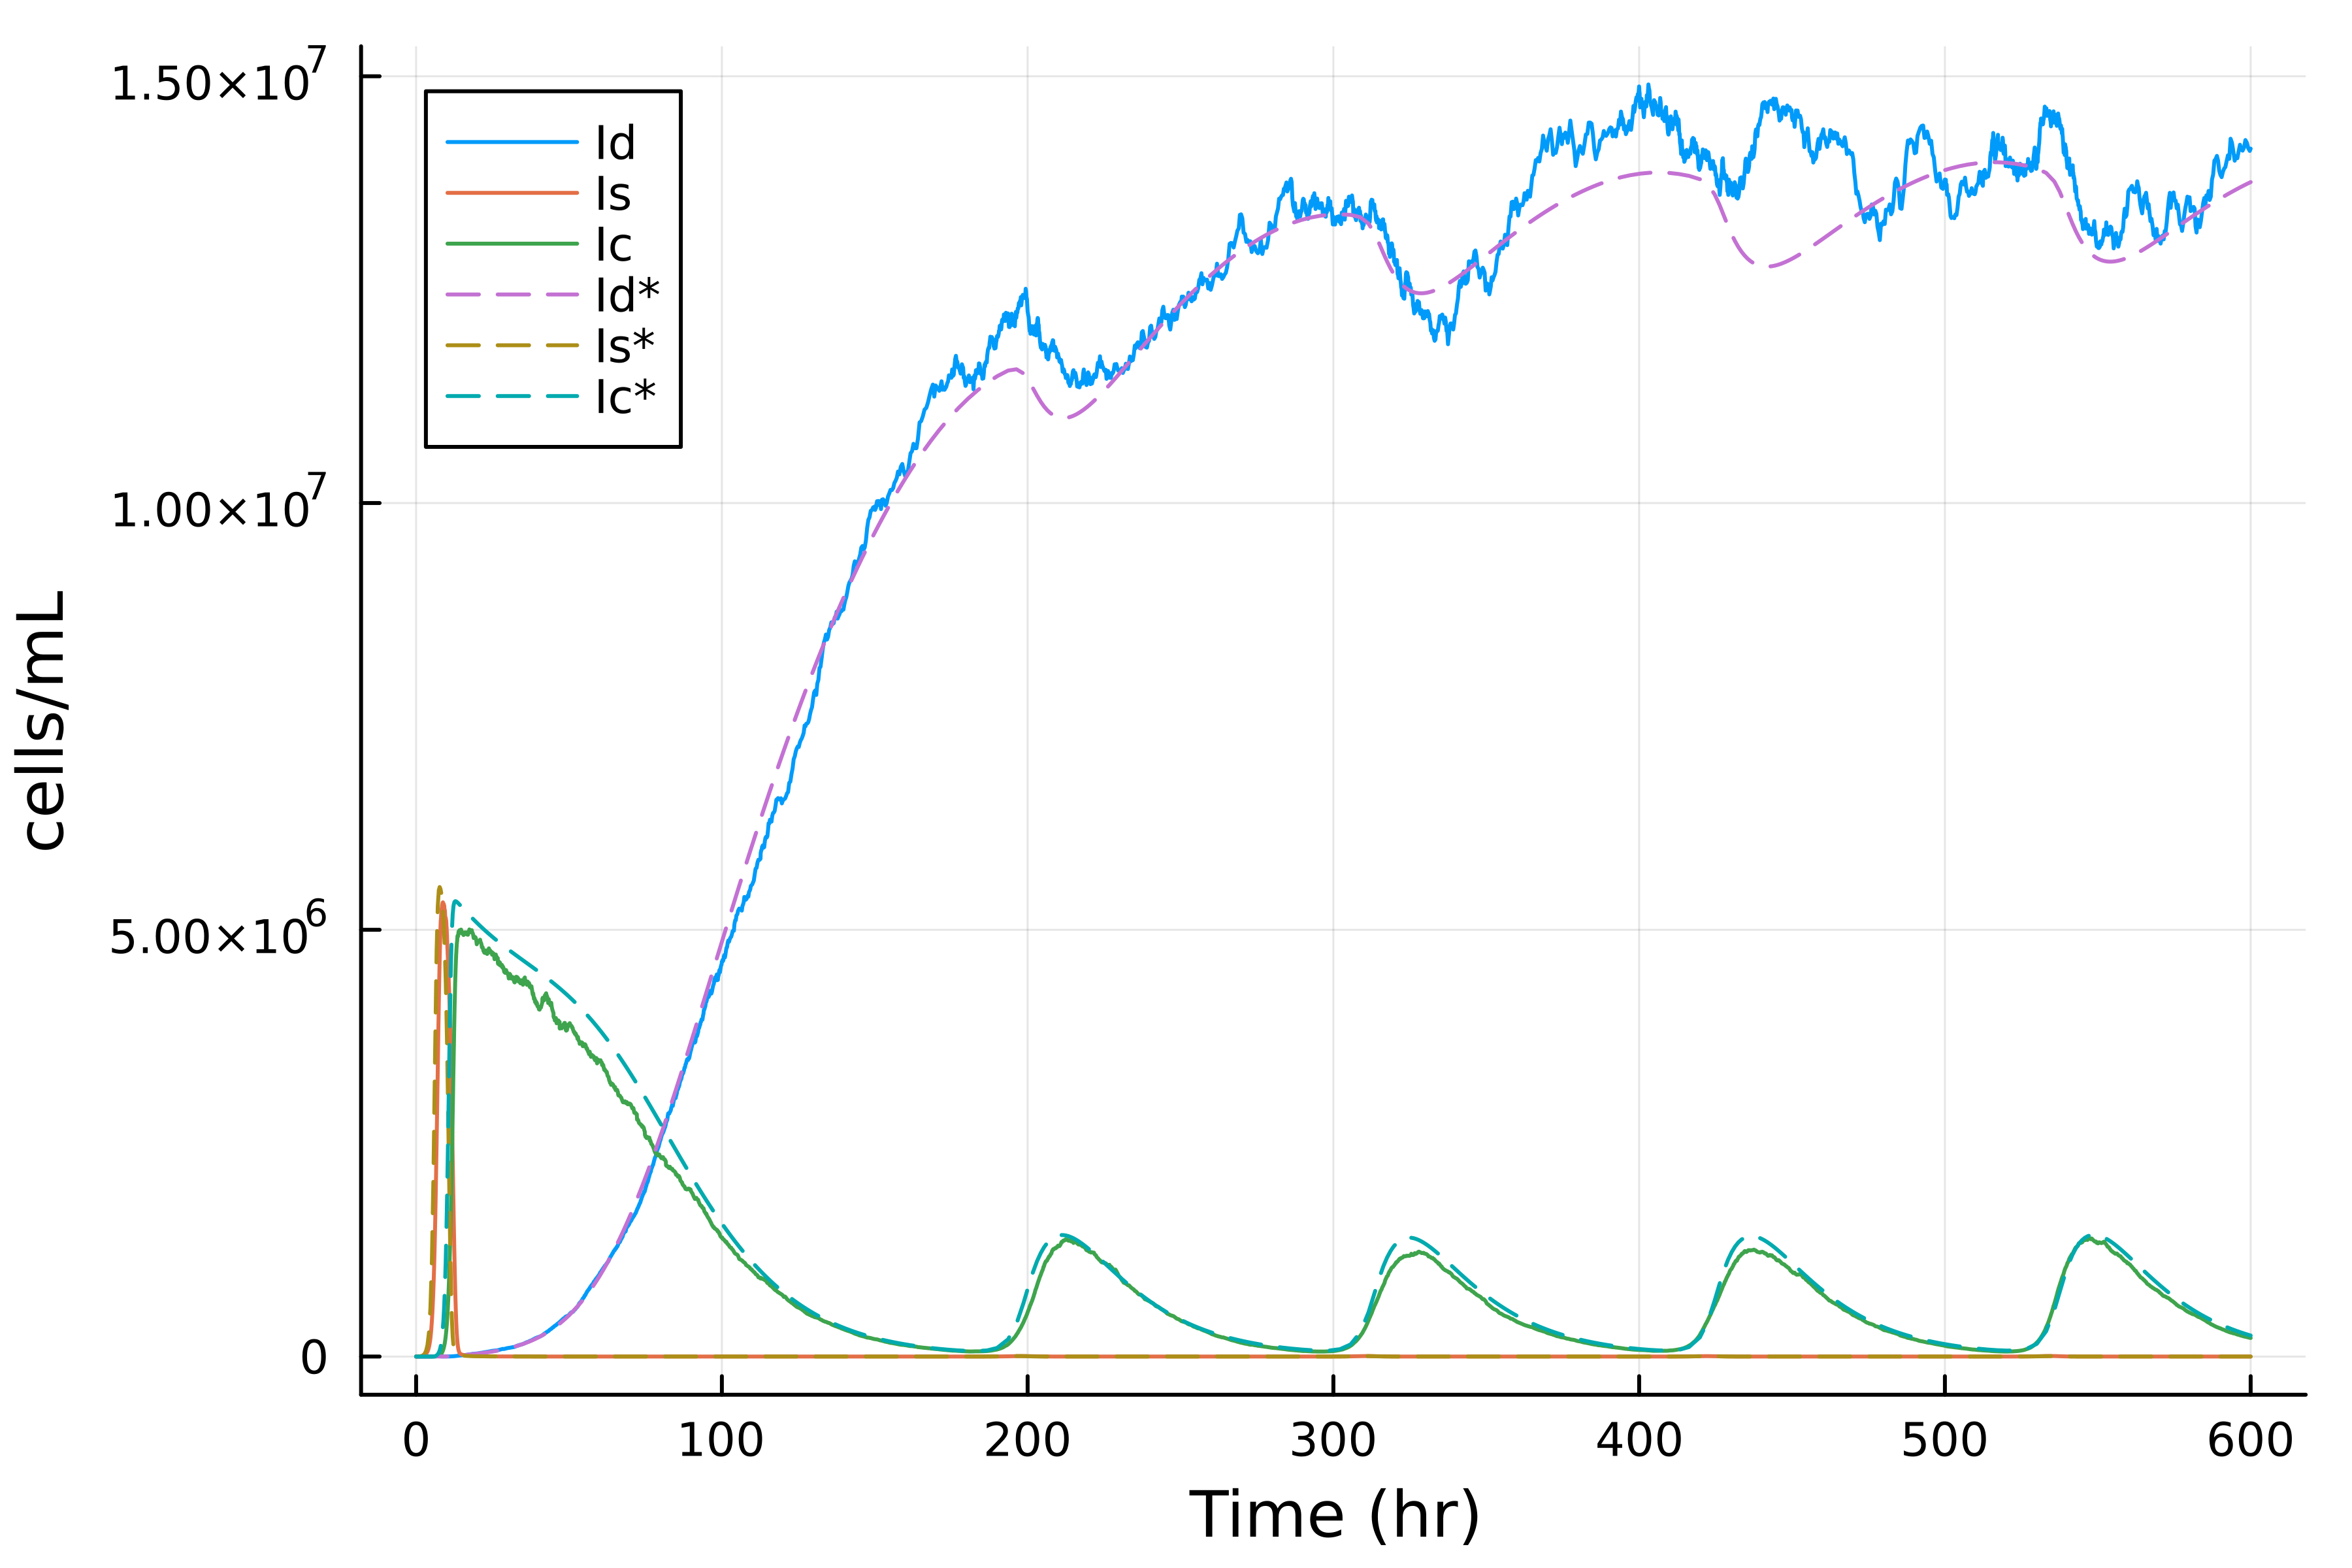 1.50×10⁷
1.00×10⁷
5.00×10⁶
0
cells/mL
Id
Is
Ic
Id*
Is*
Ic*
0 100 200 300 400 500 600
Time (hr)